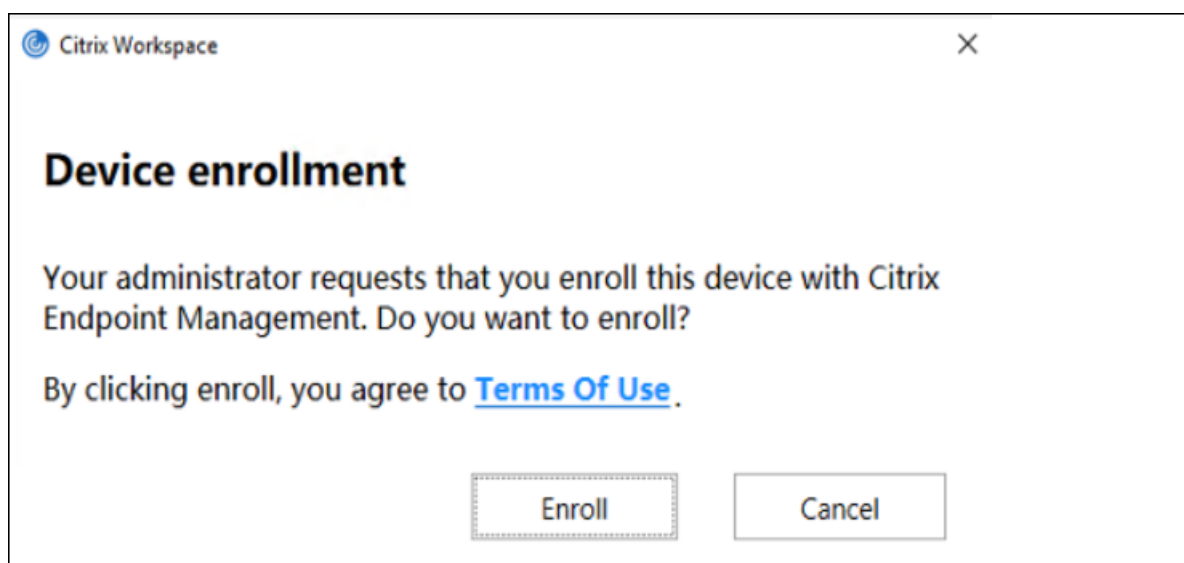 Citrix Workspace
Device enrollment
Your administrator requests that you enroll this device with Citrix
Endpoint Management. Do you want to enroll?
By clicking enroll, you agree to Terms Of Use.
Enroll Cancel